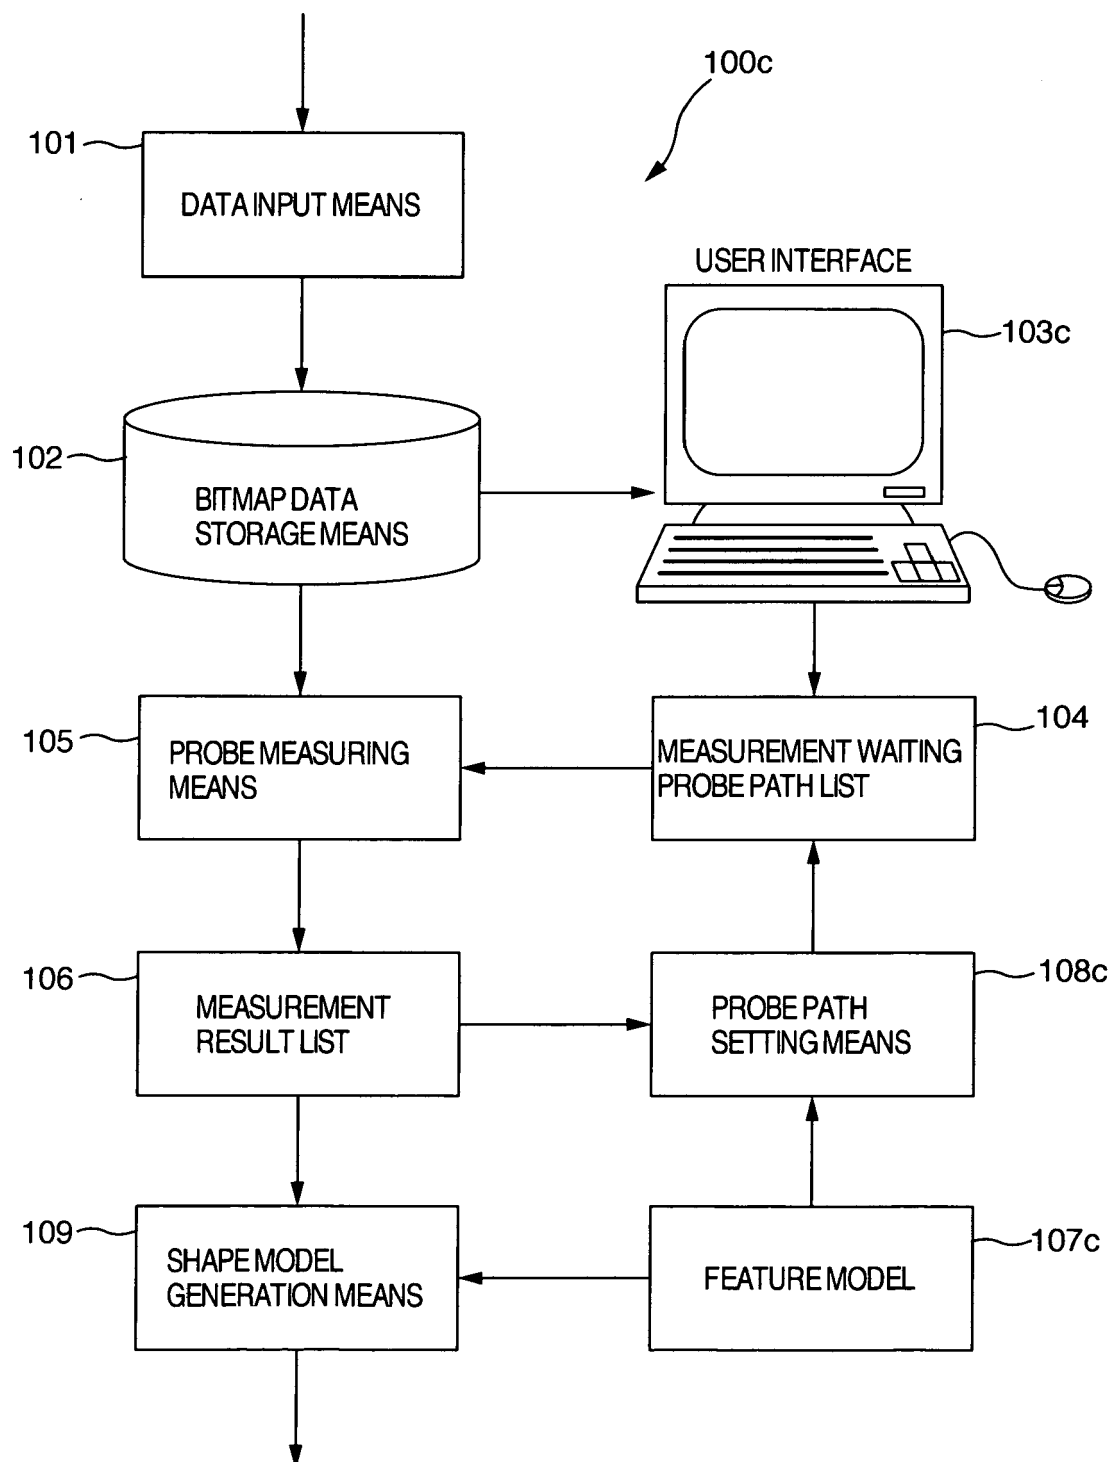 100c
101
DATA INPUT MEANS
USER INTERFACE
103c
102
BITMAP DATA
STORAGE MEANS
105
PROBE MEASURING
MEANS
104
MEASUREMENT WAITING
PROBE PATH LIST
106
MEASUREMENT
RESULT LIST
108c
PROBE PATH
SETTING MEANS
109
SHAPE MODEL
GENERATION MEANS
107c
FEATURE MODEL